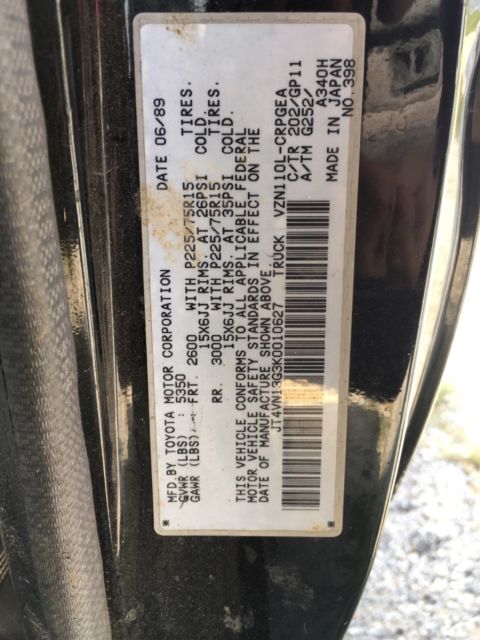 MFD.BY TOYOTA MOTOR CORPORATION DATE 06/89
GVWR (LBS) : 5350
GAWR (LBS) FRT. 2600 WITH P225/75R15 TIRES.
15X6JJ RIMS. AT 26PSI COLD.
RR. 3000 WITH P225/75R15 TIRES.
15X6JJ RIMS. AT 35PSI COLD.
THIS VEHICLE CONFORMS TO ALL APPLICABLE FEDERAL
MOTOR VEHICLE SAFETY STANDARDS IN EFFECT ON THE
DATE OF MANUFACTURE SHOWN ABOVE.
JT4VN13G3K0010627 TRUCK VZN110L-CRPGEA
C/TR 202/GP11
A/TM G252/
A340H
MADE IN JAPAN
NO.398